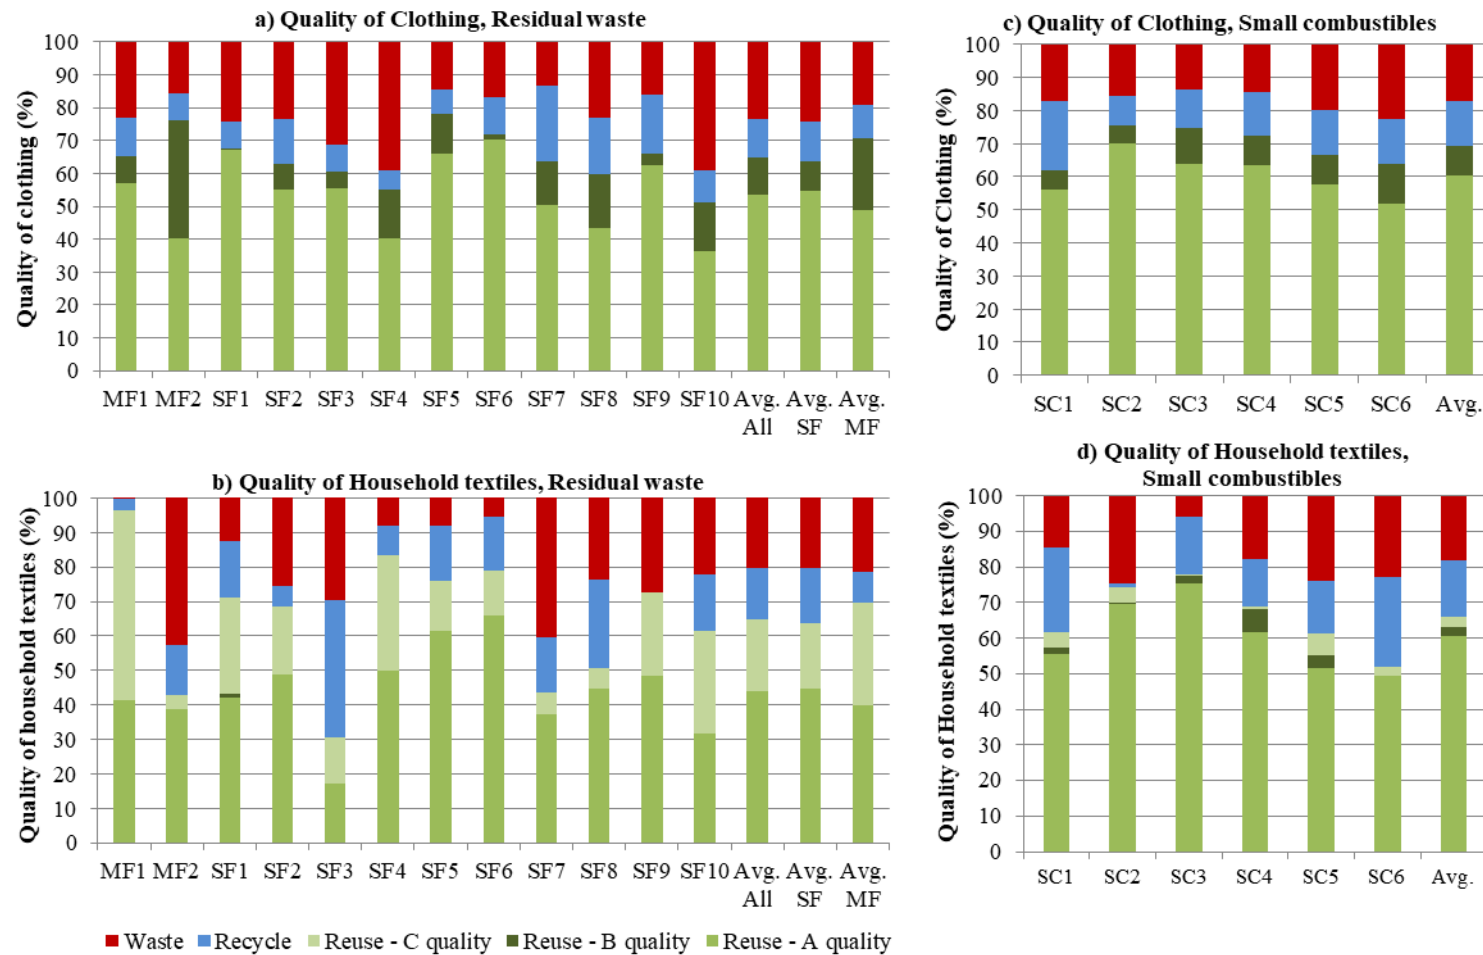 a) Quality of Clothing, Residual waste
Quality of clothing (%)
100
90
80
70
60
50
40
30
20
10
0
MF1 MF2 SF1 SF2 SF3 SF4 SF5 SF6 SF7 SF8 SF9 SF10 Avg. Avg. Avg.
All SF MF
c) Quality of Clothing, Small combustibles
Quality of Clothing (%)
100
90
80
70
60
50
40
30
20
10
0
SC1 SC2 SC3 SC4 SC5 SC6 Avg.
b) Quality of Household textiles, Residual waste
Quality of household textiles (%)
100
90
80
70
60
50
40
30
20
10
0
MF1 MF2 SF1 SF2 SF3 SF4 SF5 SF6 SF7 SF8 SF9 SF10 Avg. Avg. Avg.
All SF MF
d) Quality of Household textiles,
Small combustibles
Quality of Household textiles (%)
100
90
80
70
60
50
40
30
20
10
0
SC1 SC2 SC3 SC4 SC5 SC6 Avg.
Waste Recycle Reuse - C quality Reuse - B quality Reuse - A quality